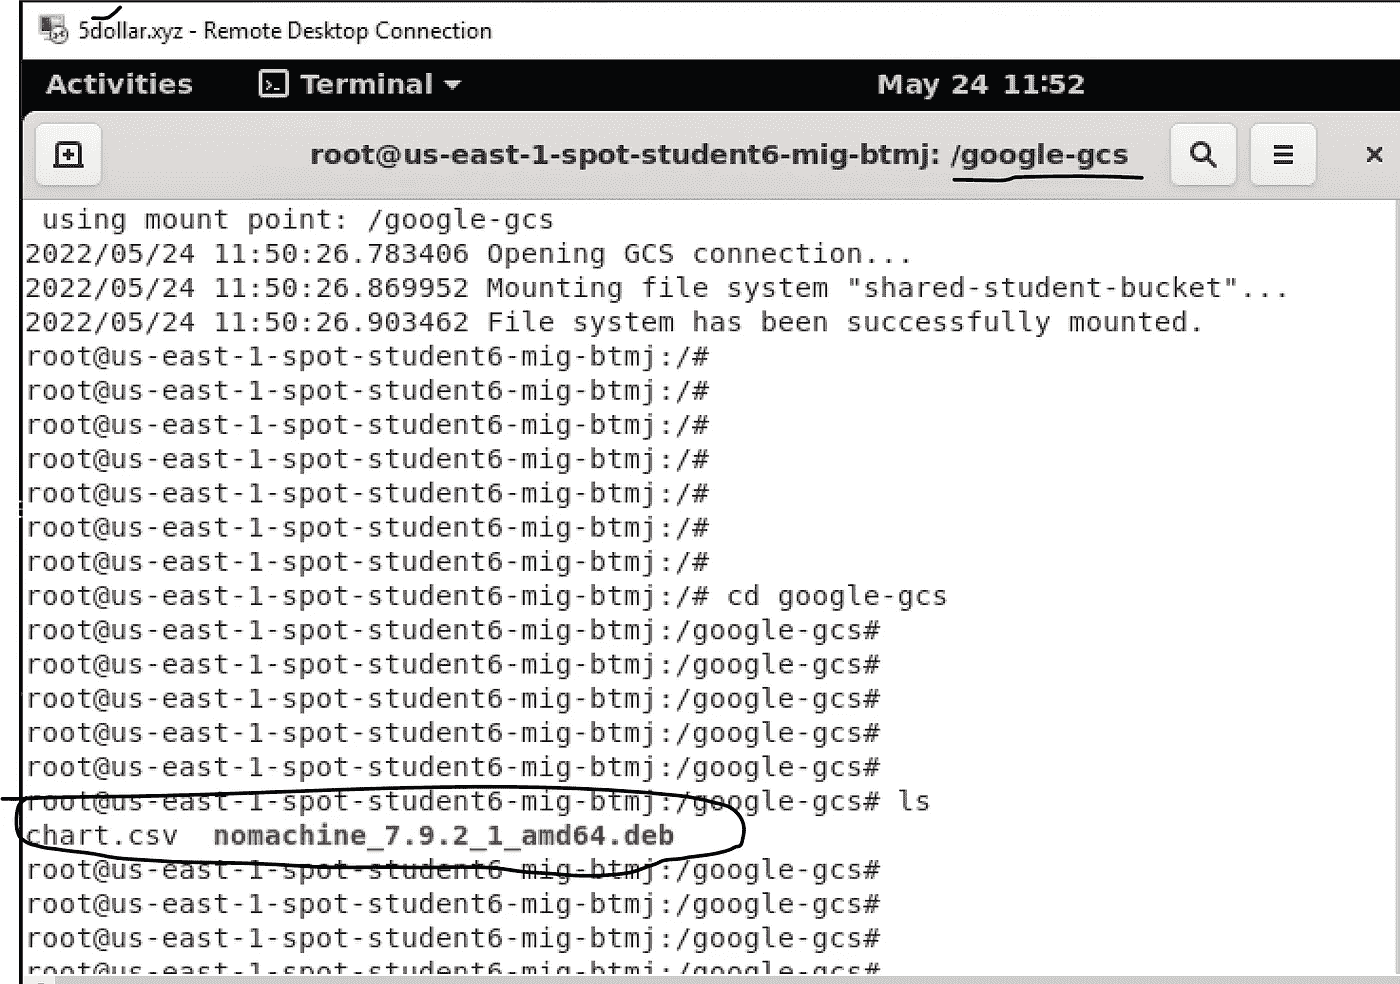 5dollar.xyz - Remote Desktop Connection
Activities Terminal May 24 11:52
root@us-east-1-spot-student6-mig-btmj: /google-gcs
using mount point: /google-gcs
2022/05/24 11:50:26.783406 Opening GCS connection...
2022/05/24 11:50:26.869952 Mounting file system "shared-student-bucket"...
2022/05/24 11:50:26.903462 File system has been successfully mounted.
root@us-east-1-spot-student6-mig-btmj:/#
root@us-east-1-spot-student6-mig-btmj:/#
root@us-east-1-spot-student6-mig-btmj:/#
root@us-east-1-spot-student6-mig-btmj:/#
root@us-east-1-spot-student6-mig-btmj:/#
root@us-east-1-spot-student6-mig-btmj:/#
root@us-east-1-spot-student6-mig-btmj:/#
root@us-east-1-spot-student6-mig-btmj:/# cd google-gcs
root@us-east-1-spot-student6-mig-btmj:/google-gcs#
root@us-east-1-spot-student6-mig-btmj:/google-gcs#
root@us-east-1-spot-student6-mig-btmj:/google-gcs#
root@us-east-1-spot-student6-mig-btmj:/google-gcs#
root@us-east-1-spot-student6-mig-btmj:/google-gcs#
root@us-east-1-spot-student6-mig-btmj:/google-gcs# ls
chart.csv nomachine_7.9.2_1_amd64.deb
root@us-east-1-spot-student6-mig-btmj:/google-gcs#
root@us-east-1-spot-student6-mig-btmj:/google-gcs#
root@us-east-1-spot-student6-mig-btmj:/google-gcs#
root@us-east-1-spot-student6-mig-btmj:/google-gcs#